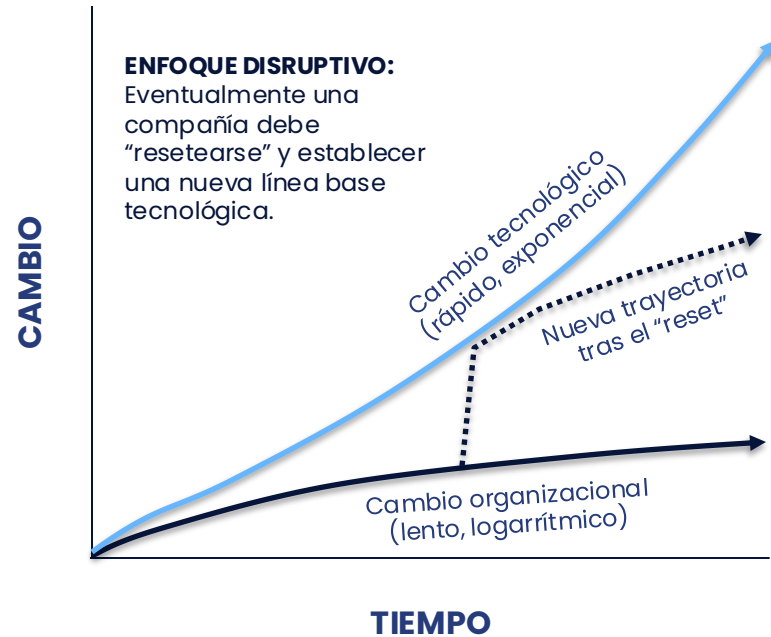 ENFOQUE DISRUPTIVO:
Eventualmente una
compañía debe
“resetearse” y establecer
una nueva línea base
tecnológica.
CAMBIO
Cambio tecnológico
(rápido, exponencial)
Nueva trayectoria
tras el “reset”
Cambio organizacional
(lento, logarrítmico)
TIEMPO